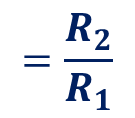 = R₂/R₁